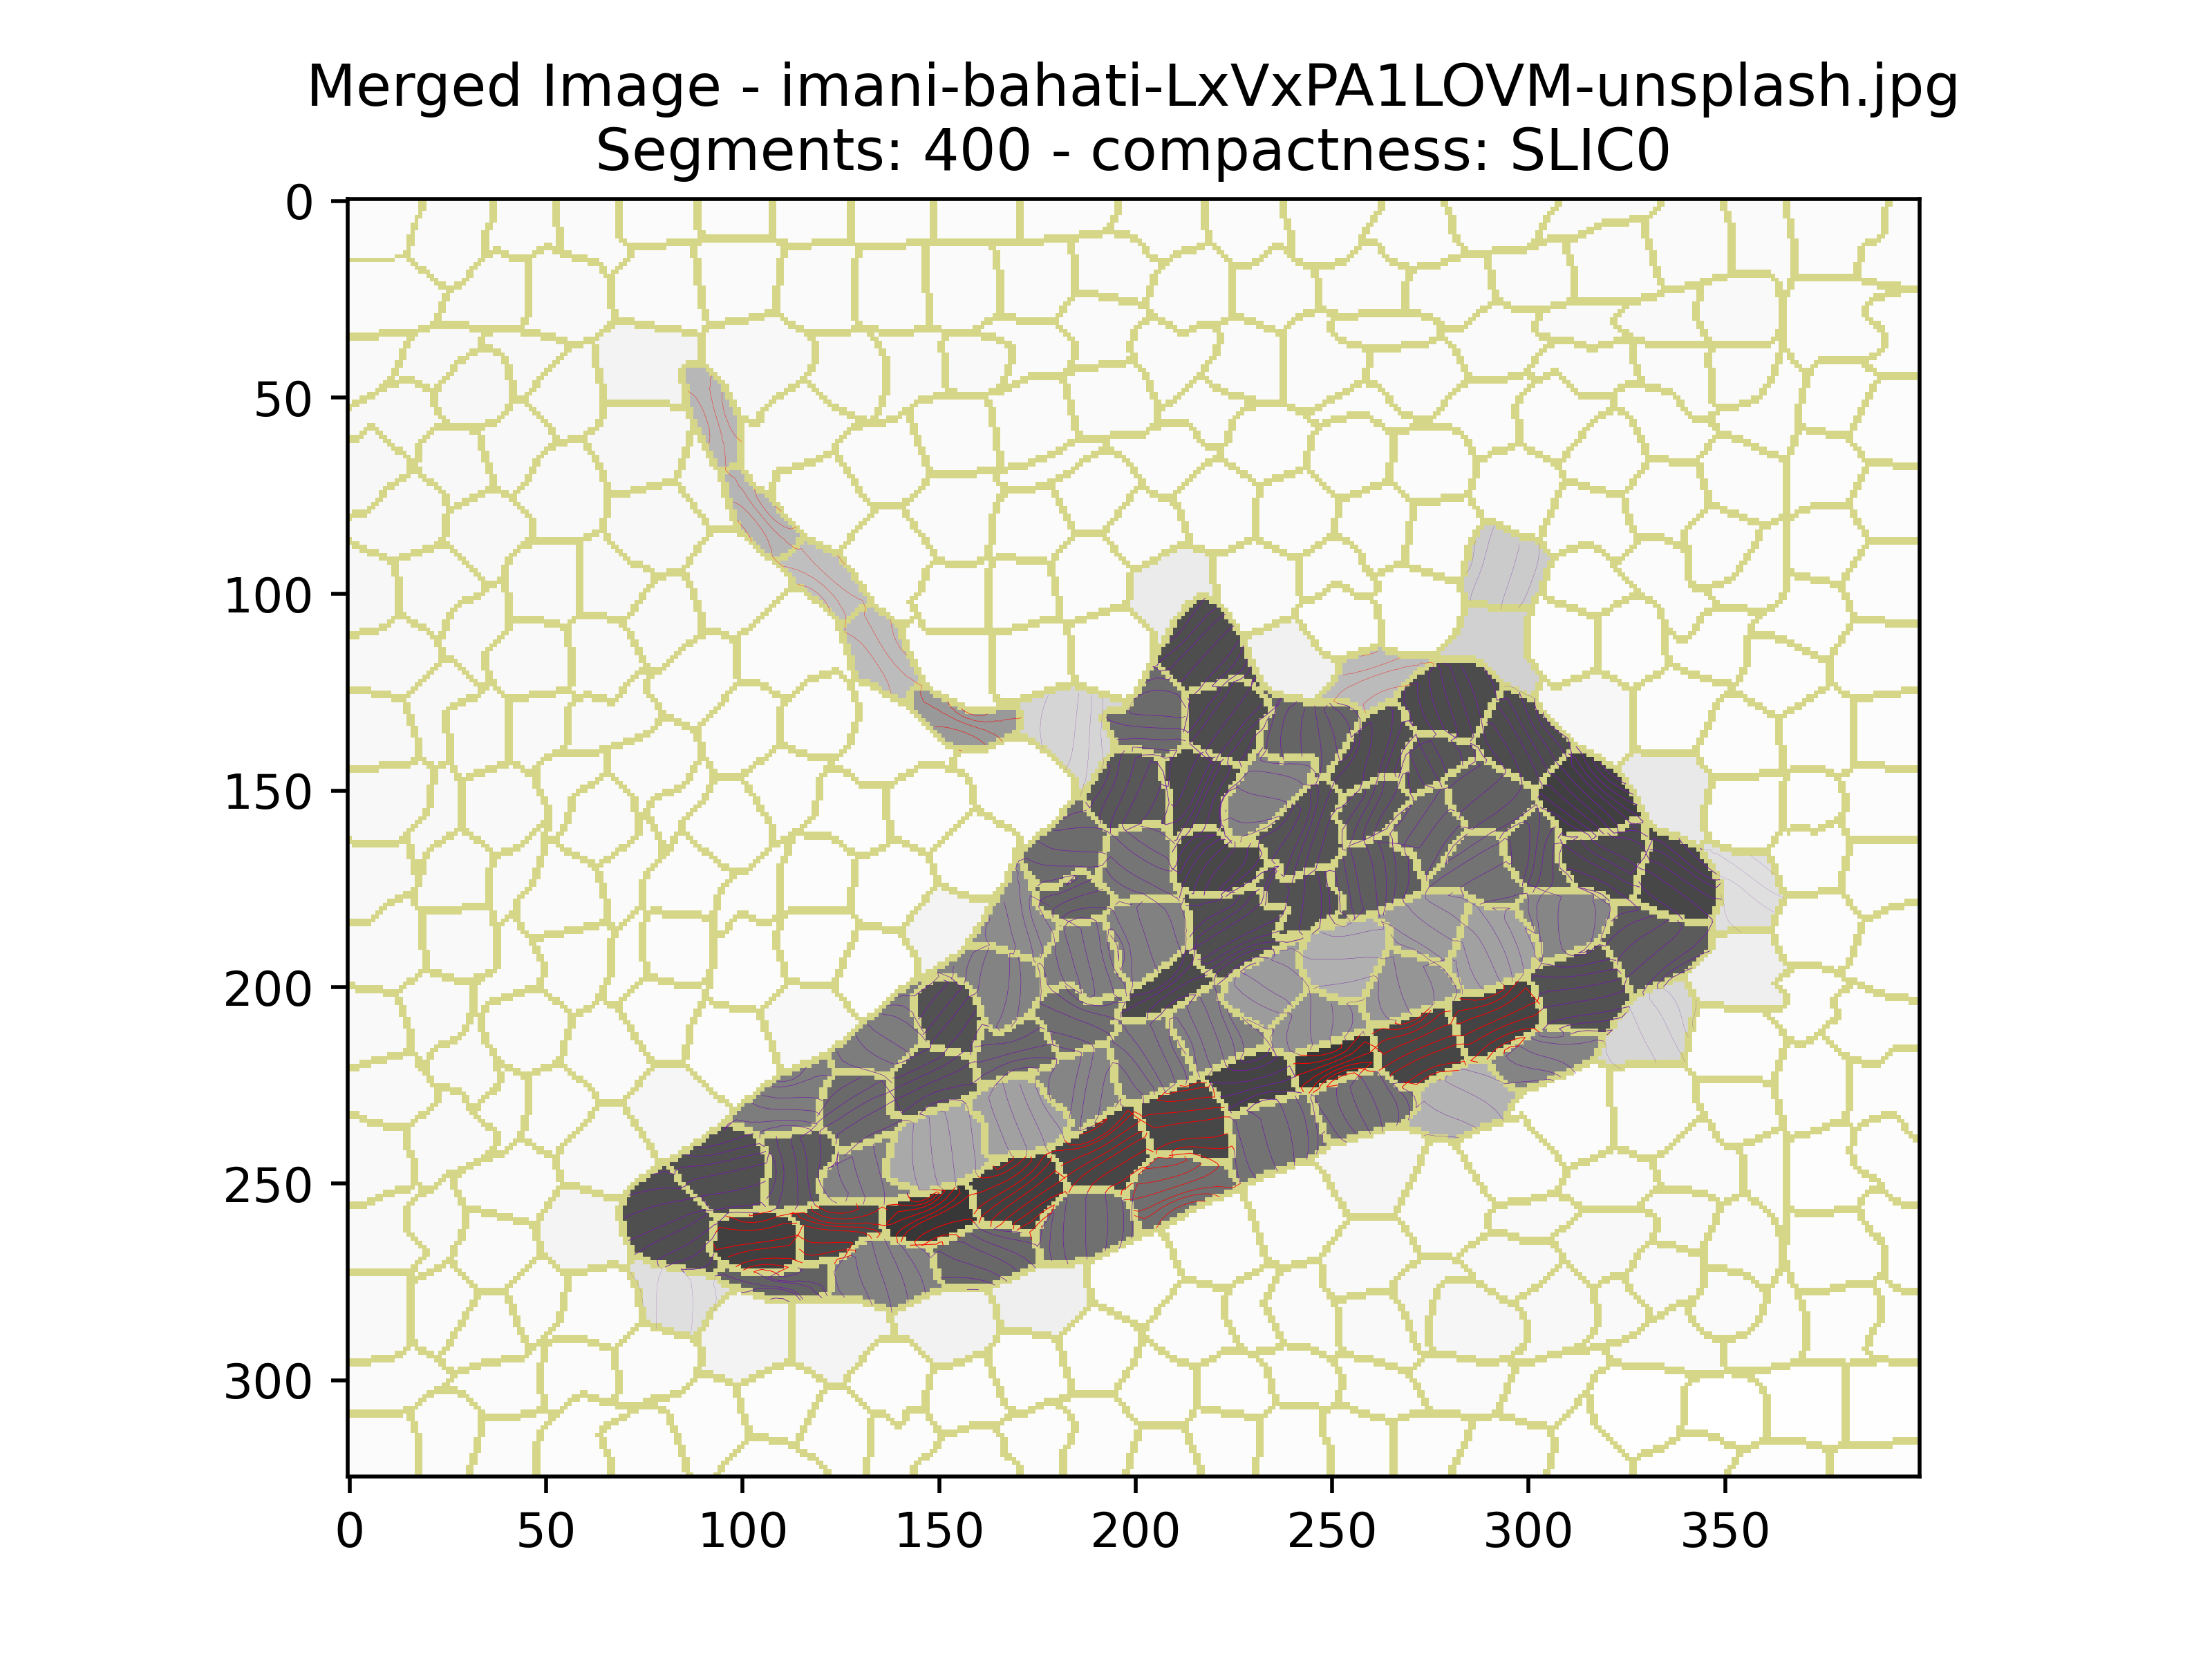 Merged Image - imani-bahati-LxVxPA1LOVM-unsplash.jpg
Segments: 400 - compactness: SLIC0
0
50
100
150
200
250
300
0 50 100 150 200 250 300 350